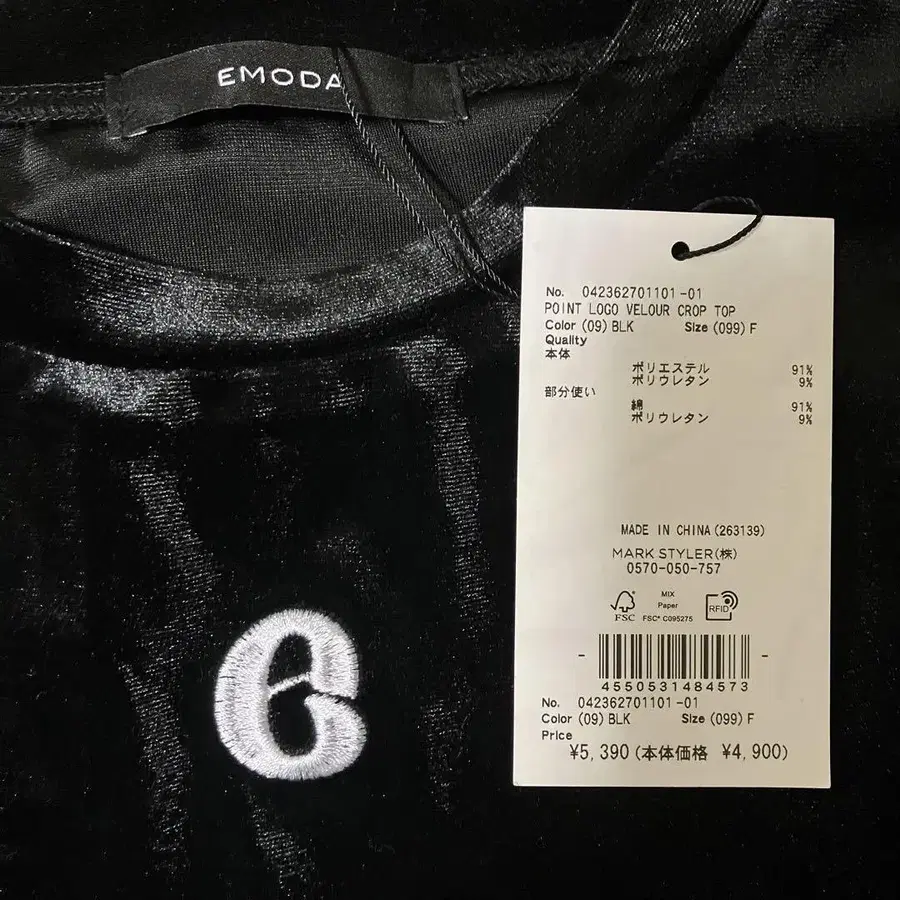 EMODA
No. 042362701101-01
POINT LOGO VELOUR CROP TOP
Color (09) BLK Size (099) F
Quality
本体
ポリエステル 91%
ポリウレタン 9%
部分使い
綿 91%
ポリウレタン 9%
MADE IN CHINA (263139)
MARK STYLER(株)
0570-050-757
FSC MIX Paper FSC® C095275 RFID
4550531484573
No. 042362701101-01
Color (09) BLK Size (099) F
Price
¥5,390 (本体価格 ¥4,900)
e